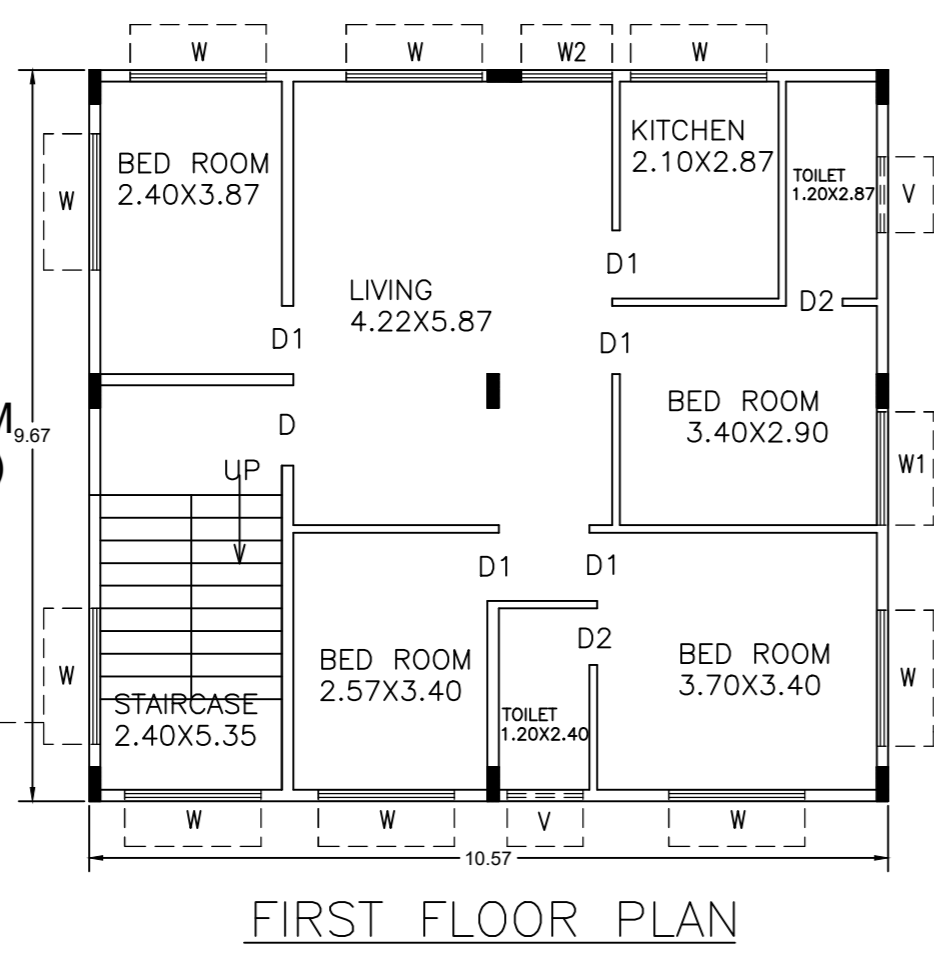 W
W
W2
W
BED ROOM
2.40X3.87
KITCHEN
2.10X2.87
TOILET
1.20X2.87
W
V
D1
LIVING
4.22X5.87
D2
D1
D1
BED ROOM
3.40X2.90
M
9.67
)
D
UP
W1
D1
D1
D2
BED ROOM
2.57X3.40
BED ROOM
3.70X3.40
W
W
STAIRCASE
2.40X5.35
TOILET
1.20X2.40
W
W
V
W
10.57
FIRST FLOOR PLAN